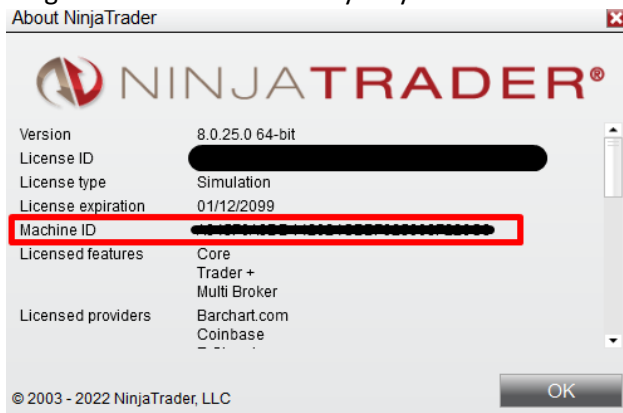 About NinjaTrader
NINJATRADER®
Version 8.0.25.0 64-bit
License ID
License type Simulation
License expiration 01/12/2099
Machine ID
Licensed features Core
Trader +
Multi Broker
Licensed providers Barchart.com
Coinbase
© 2003 - 2022 NinjaTrader, LLC
OK